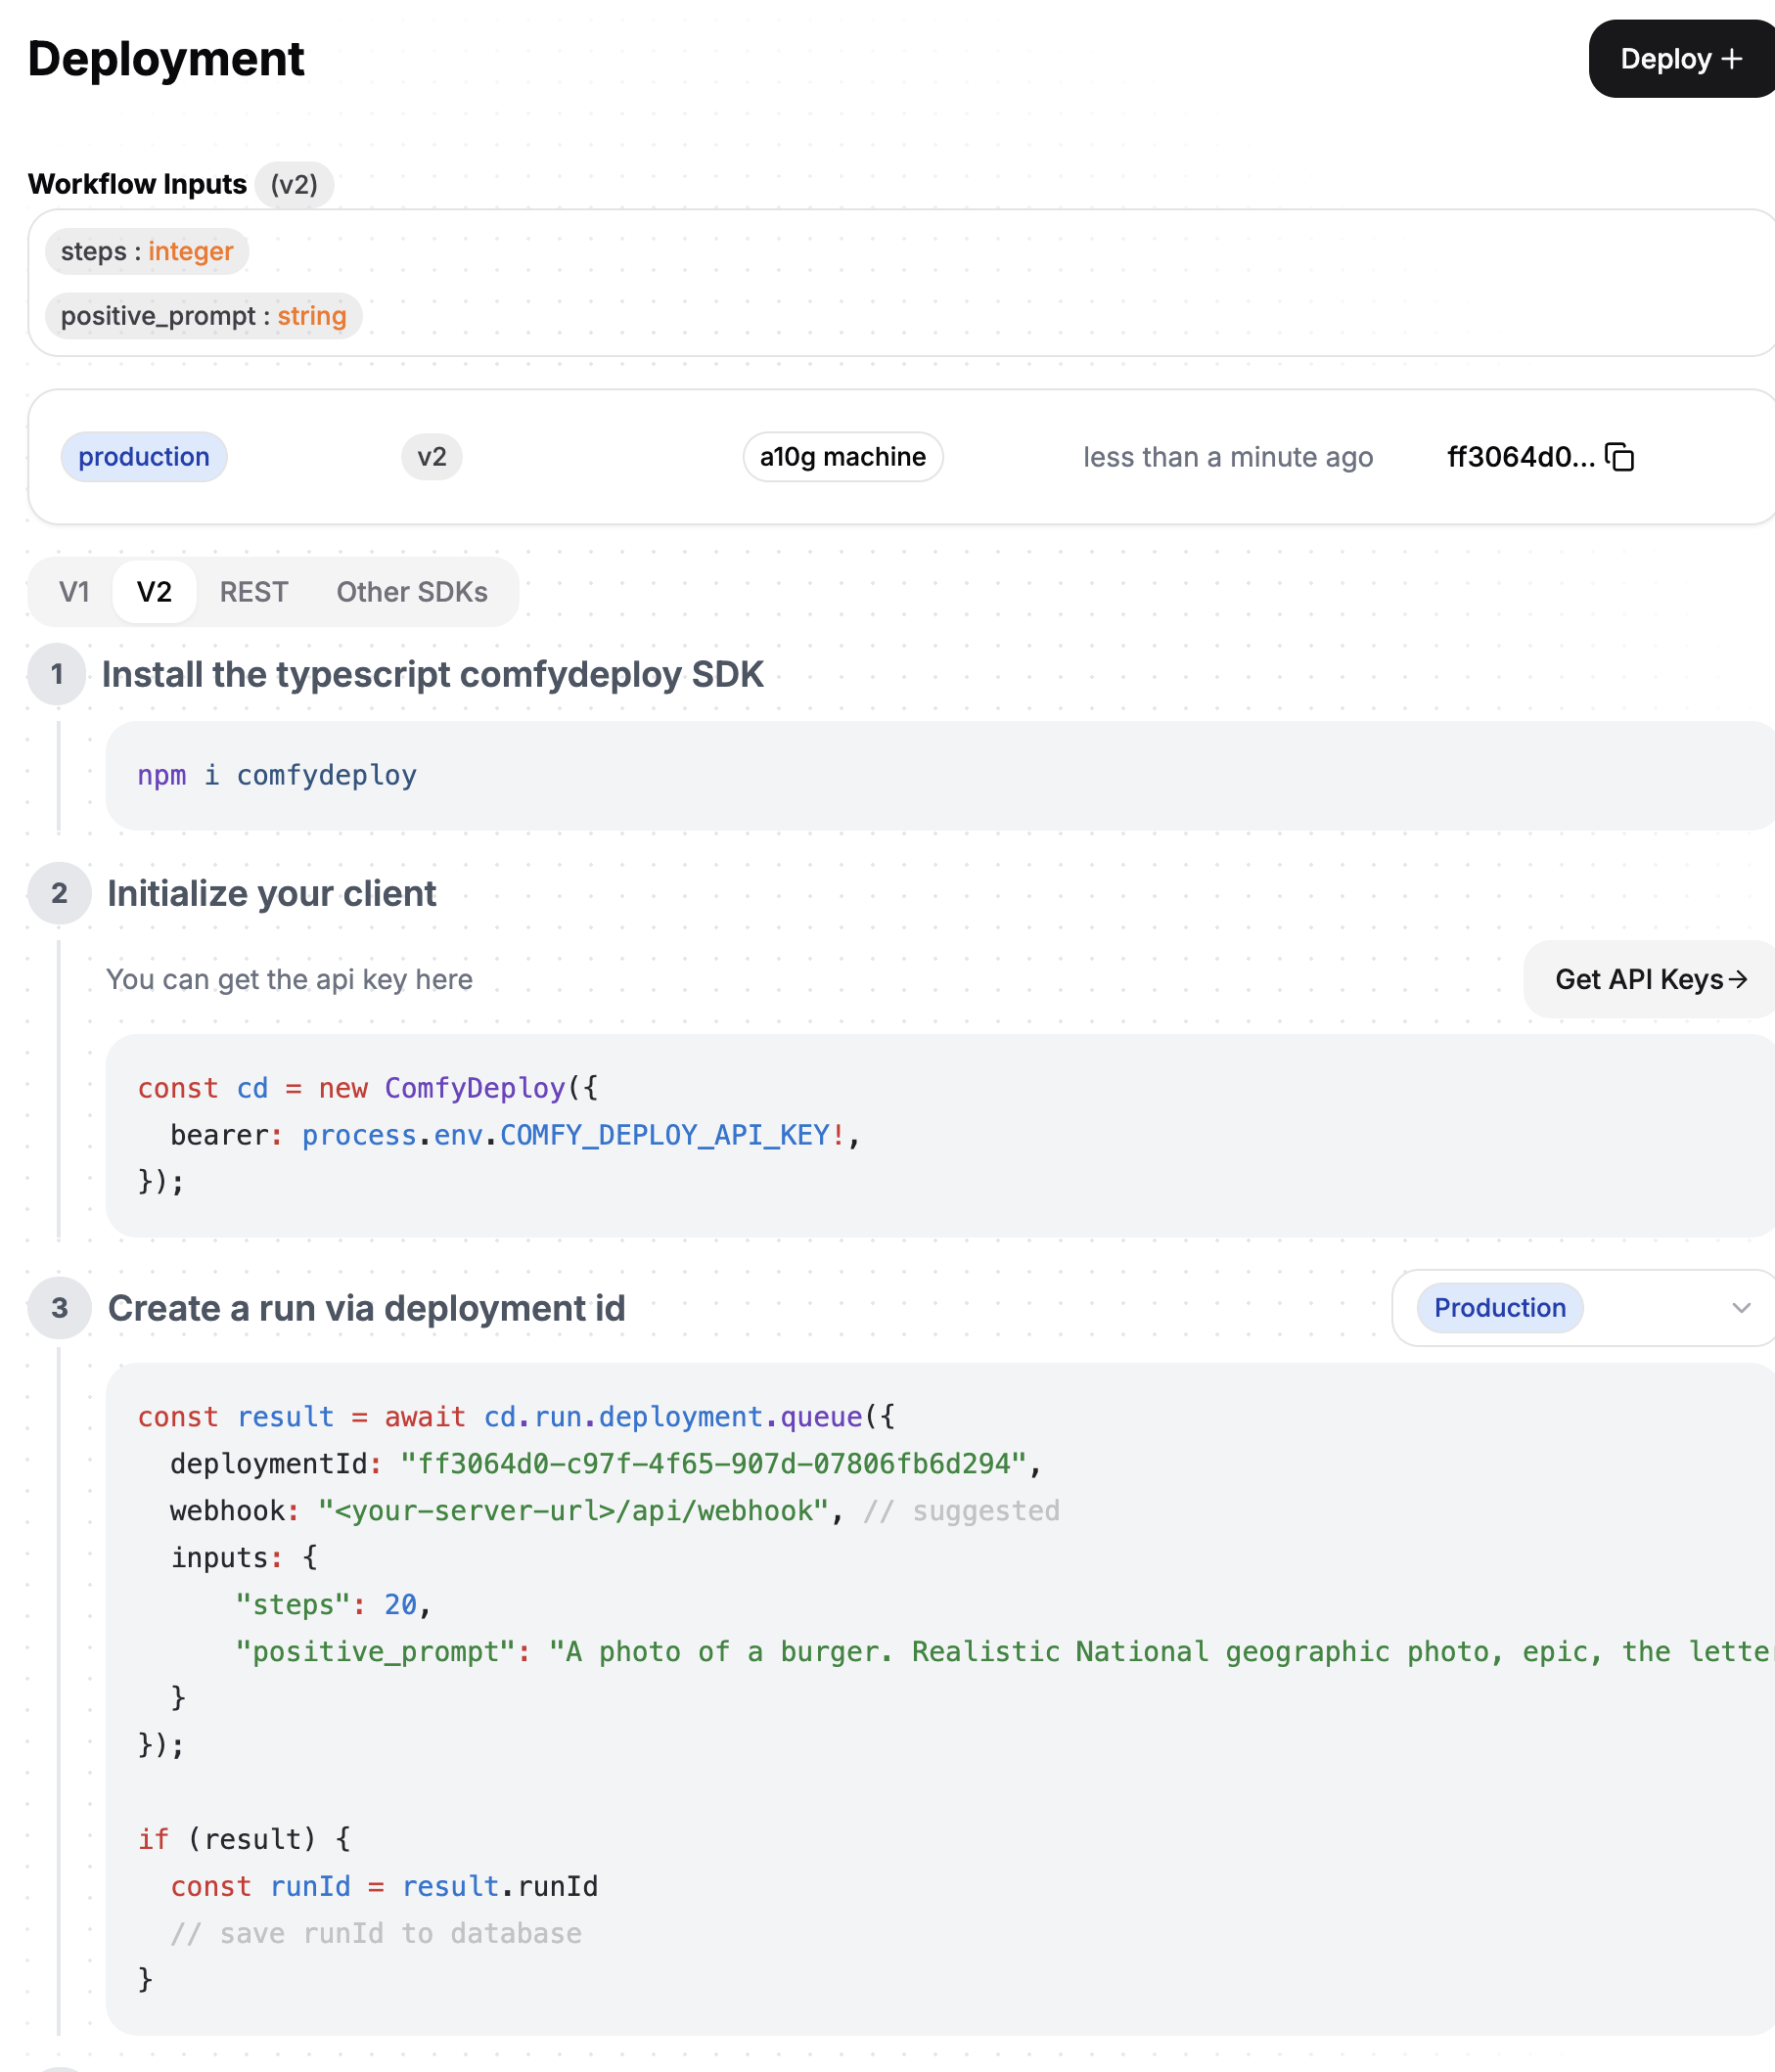 Deployment
Deploy +
Workflow Inputs (v2)
steps : integer
positive_prompt : string
production v2 a10g machine less than a minute ago ff3064d0...
V1 V2 REST Other SDKs
1 Install the typescript comfydeploy SDK
npm i comfydeploy
2 Initialize your client
You can get the api key here
Get API Keys→
const cd = new ComfyDeploy({
  bearer: process.env.COMFY_DEPLOY_API_KEY!,
});
3 Create a run via deployment id
Production
const result = await cd.run.deployment.queue({
  deploymentId: "ff3064d0-c97f-4f65-907d-07806fb6d294",
  webhook: "<your-server-url>/api/webhook", // suggested
  inputs: {
      "steps": 20,
      "positive_prompt": "A photo of a burger. Realistic National geographic photo, epic, the
  }
});
if (result) {
  const runId = result.runId
  // save runId to database
}